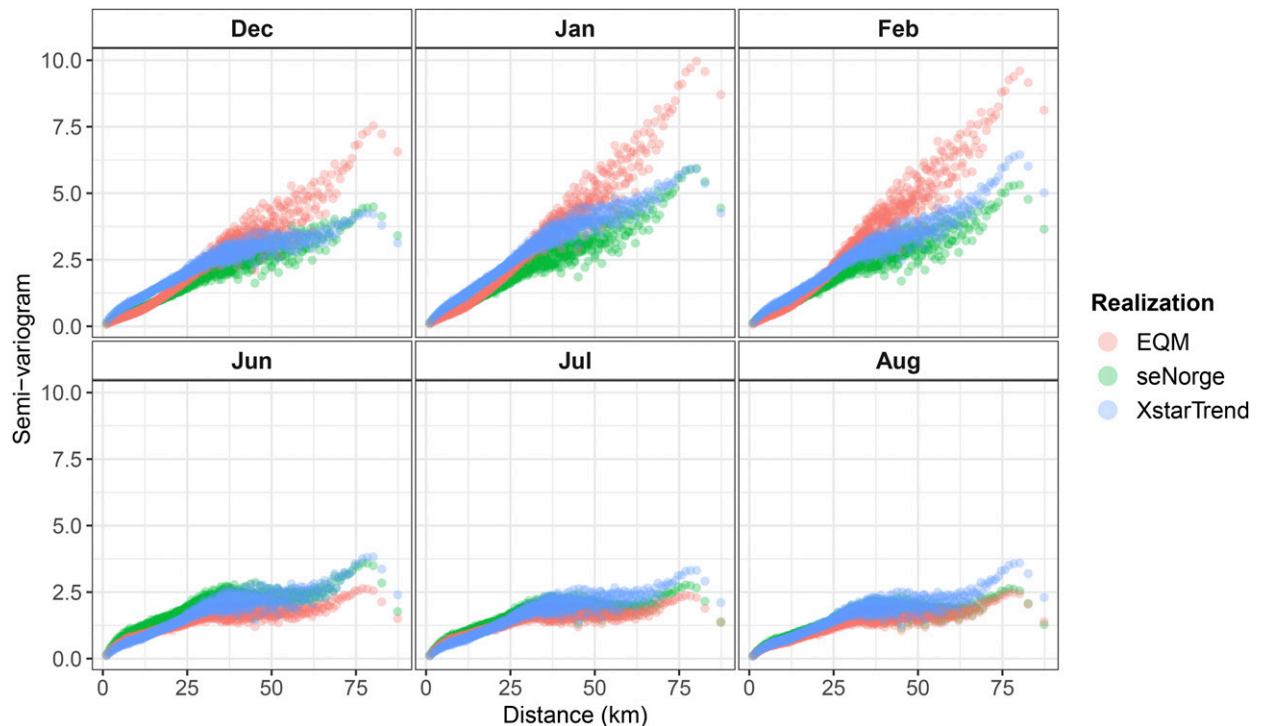 Dec Jan Feb
10.0
7.5
5.0
2.5
0.0
Jun Jul Aug
10.0
7.5
5.0
2.5
0.0
0 25 50 75 0 25 50 75 0 25 50 75
Distance (km)
Semi−variogram
Realization
EQM
seNorge
XstarTrend